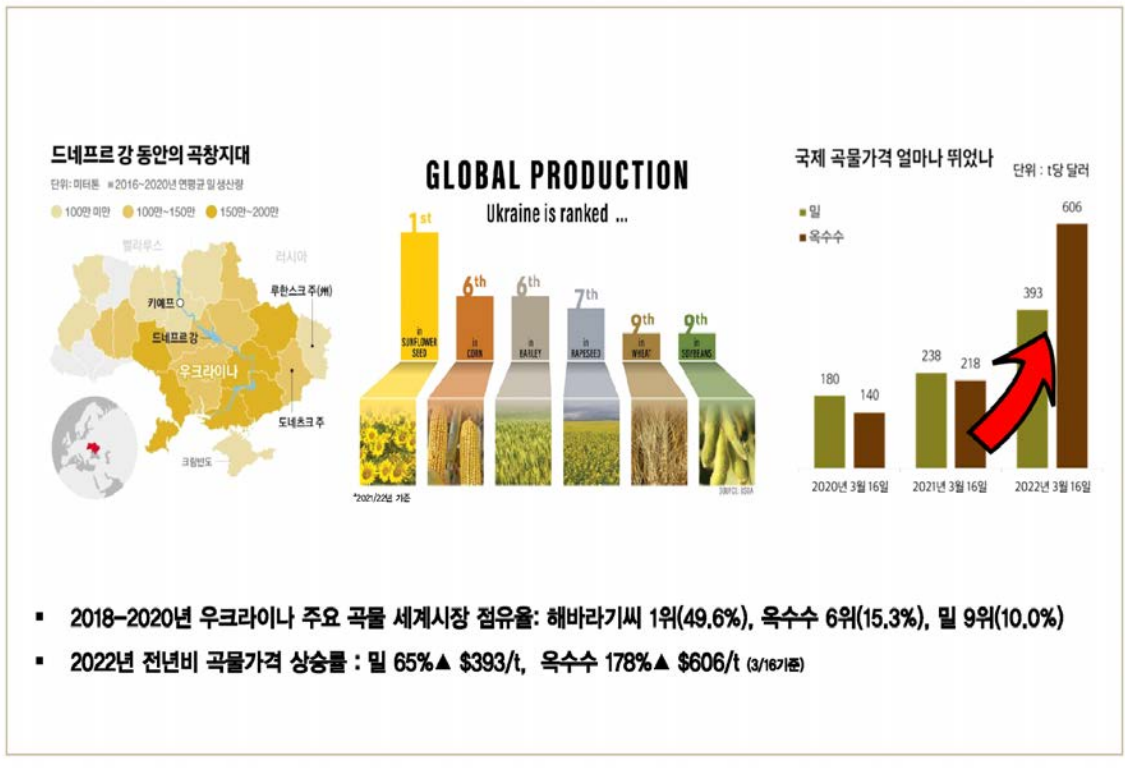 드네프르 강 동안의 곡창지대
단위: 미터톤 ■2016~2020년 연평균 밀 생산량
100만 미만 100만~150만 150만~200만
벨라루스
러시아
루한스크 주(州)
키예프
드네프르 강
우크라이나
도네츠크 주
크림반도
GLOBAL PRODUCTION
Ukraine is ranked ...
1st
in
SUNFLOWER
SEED
6th
in
CORN
6th
in
BARLEY
7th
in
RAPESEED
9th
in
WHEAT
9th
in
SOYBEANS
*2021/22년 기준
SOURCE: USDA
국제 곡물가격 얼마나 뛰었나
단위 : t당 달러
■ 밀
■ 옥수수
180
140
238
218
393
606
2020년 3월 16일
2021년 3월 16일
2022년 3월 16일
▪ 2018-2020년 우크라이나 주요 곡물 세계시장 점유율: 해바라기씨 1위(49.6%), 옥수수 6위(15.3%), 밀 9위(10.0%)
▪ 2022년 전년비 곡물가격 상승률 : 밀 65%▲ $393/t, 옥수수 178%▲ $606/t (3/16기준)